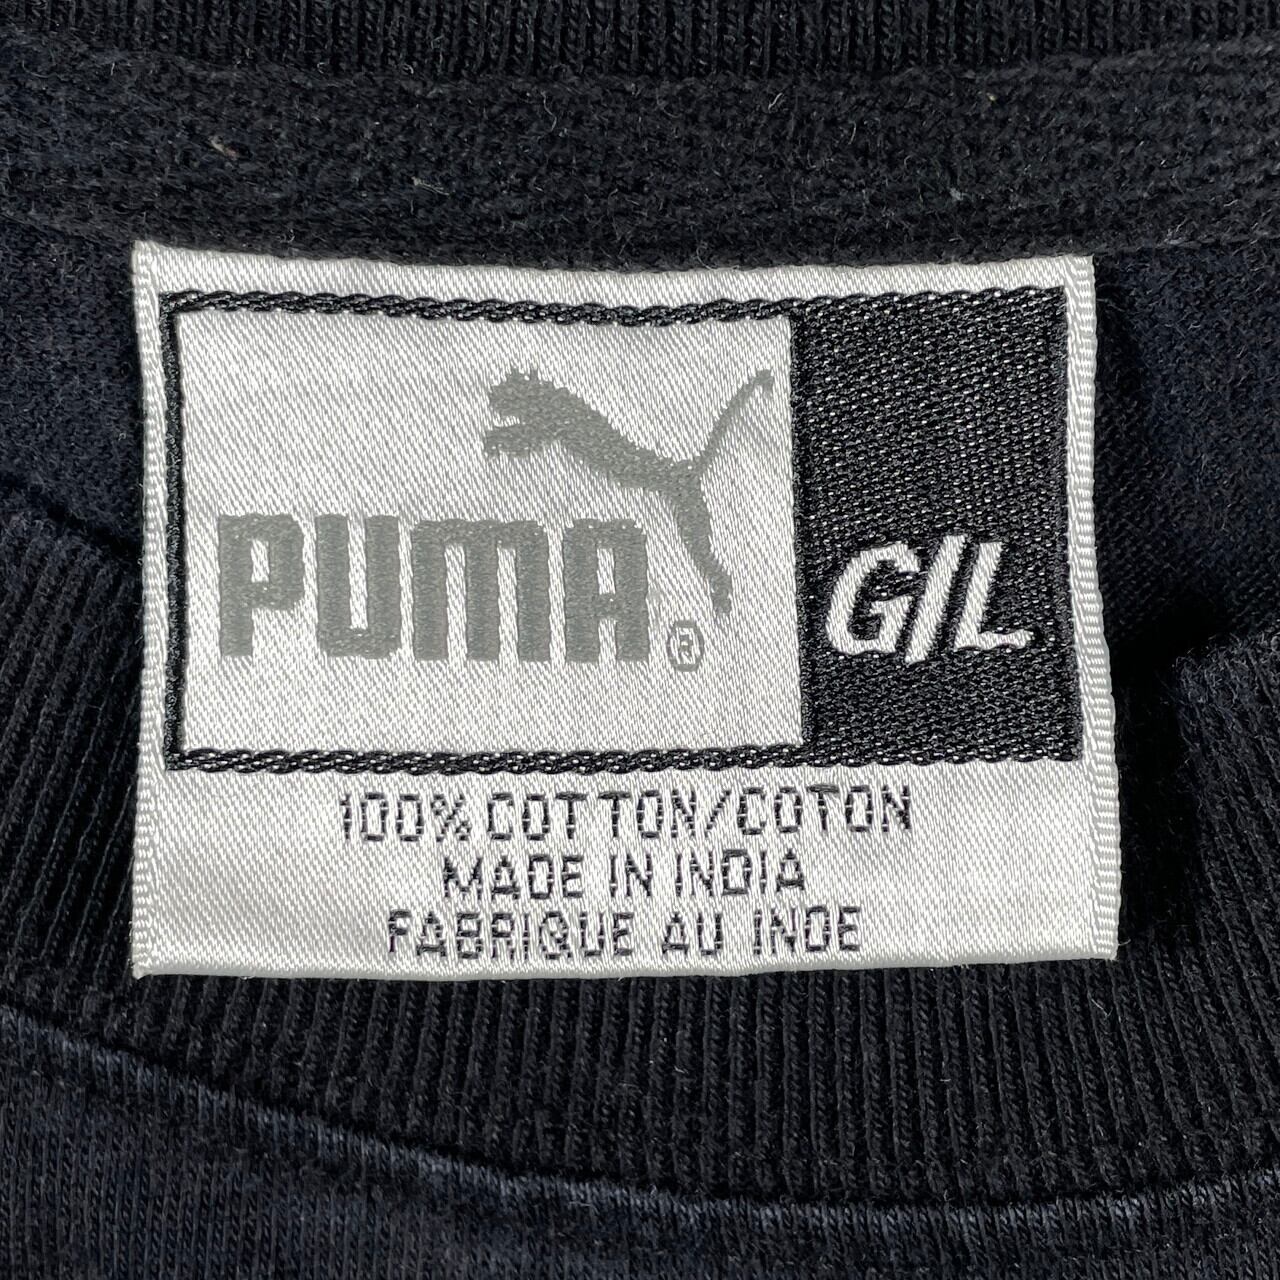 PUMA®
G/L
100% COTTON/COTON
MADE IN INDIA
FABRIQUE AU INDE